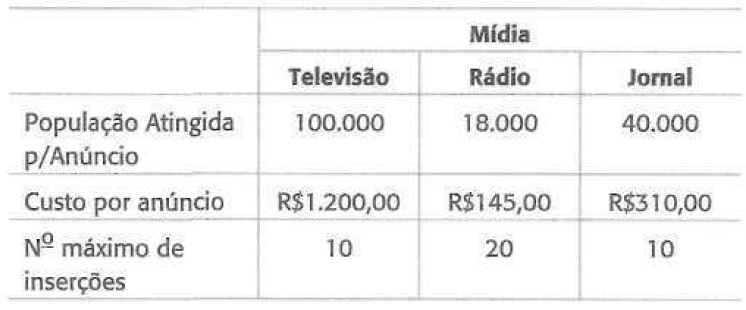 Mídia
Televisão Rádio Jornal
População Atingida 100.000 18.000 40.000
p/Anúncio
Custo por anúncio R$1.200,00 R$145,00 R$310,00
Nº máximo de 10 20 10
inserções